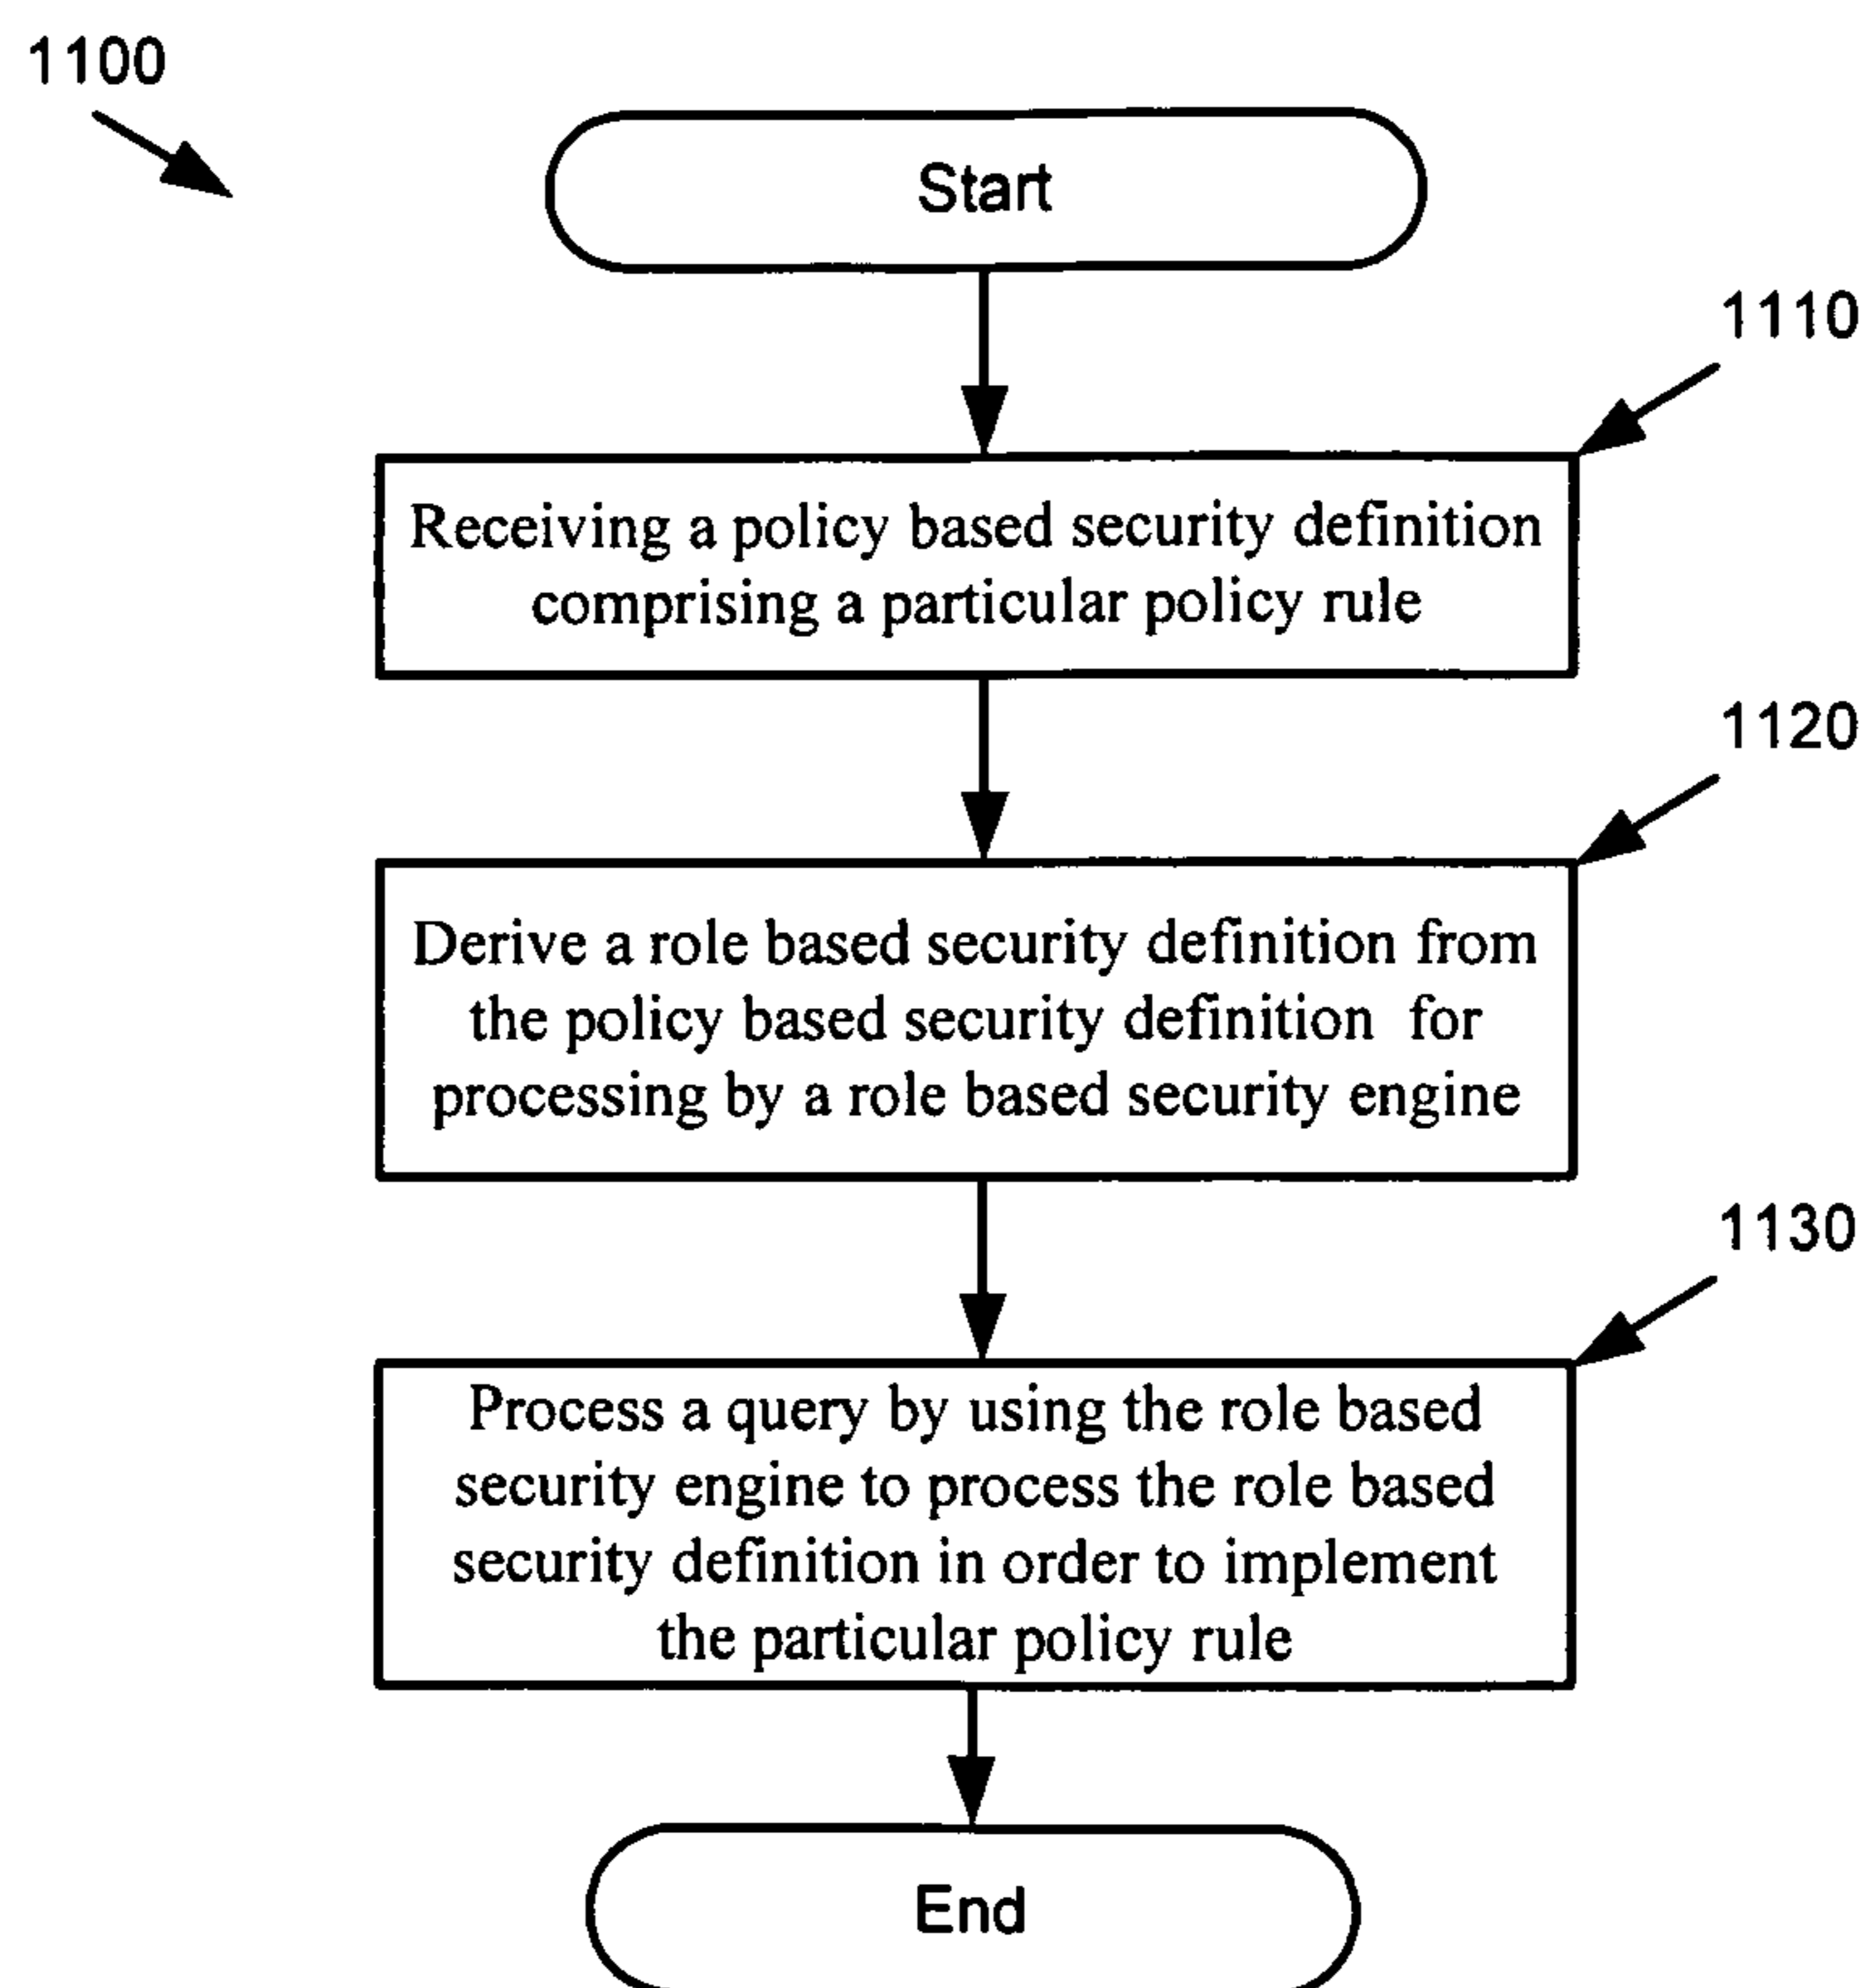 1100
Start
1110
Receiving a policy based security definition
comprising a particular policy rule
1120
Derive a role based security definition from
the policy based security definition for
processing by a role based security engine
1130
Process a query by using the role based
security engine to process the role based
security definition in order to implement
the particular policy rule
End